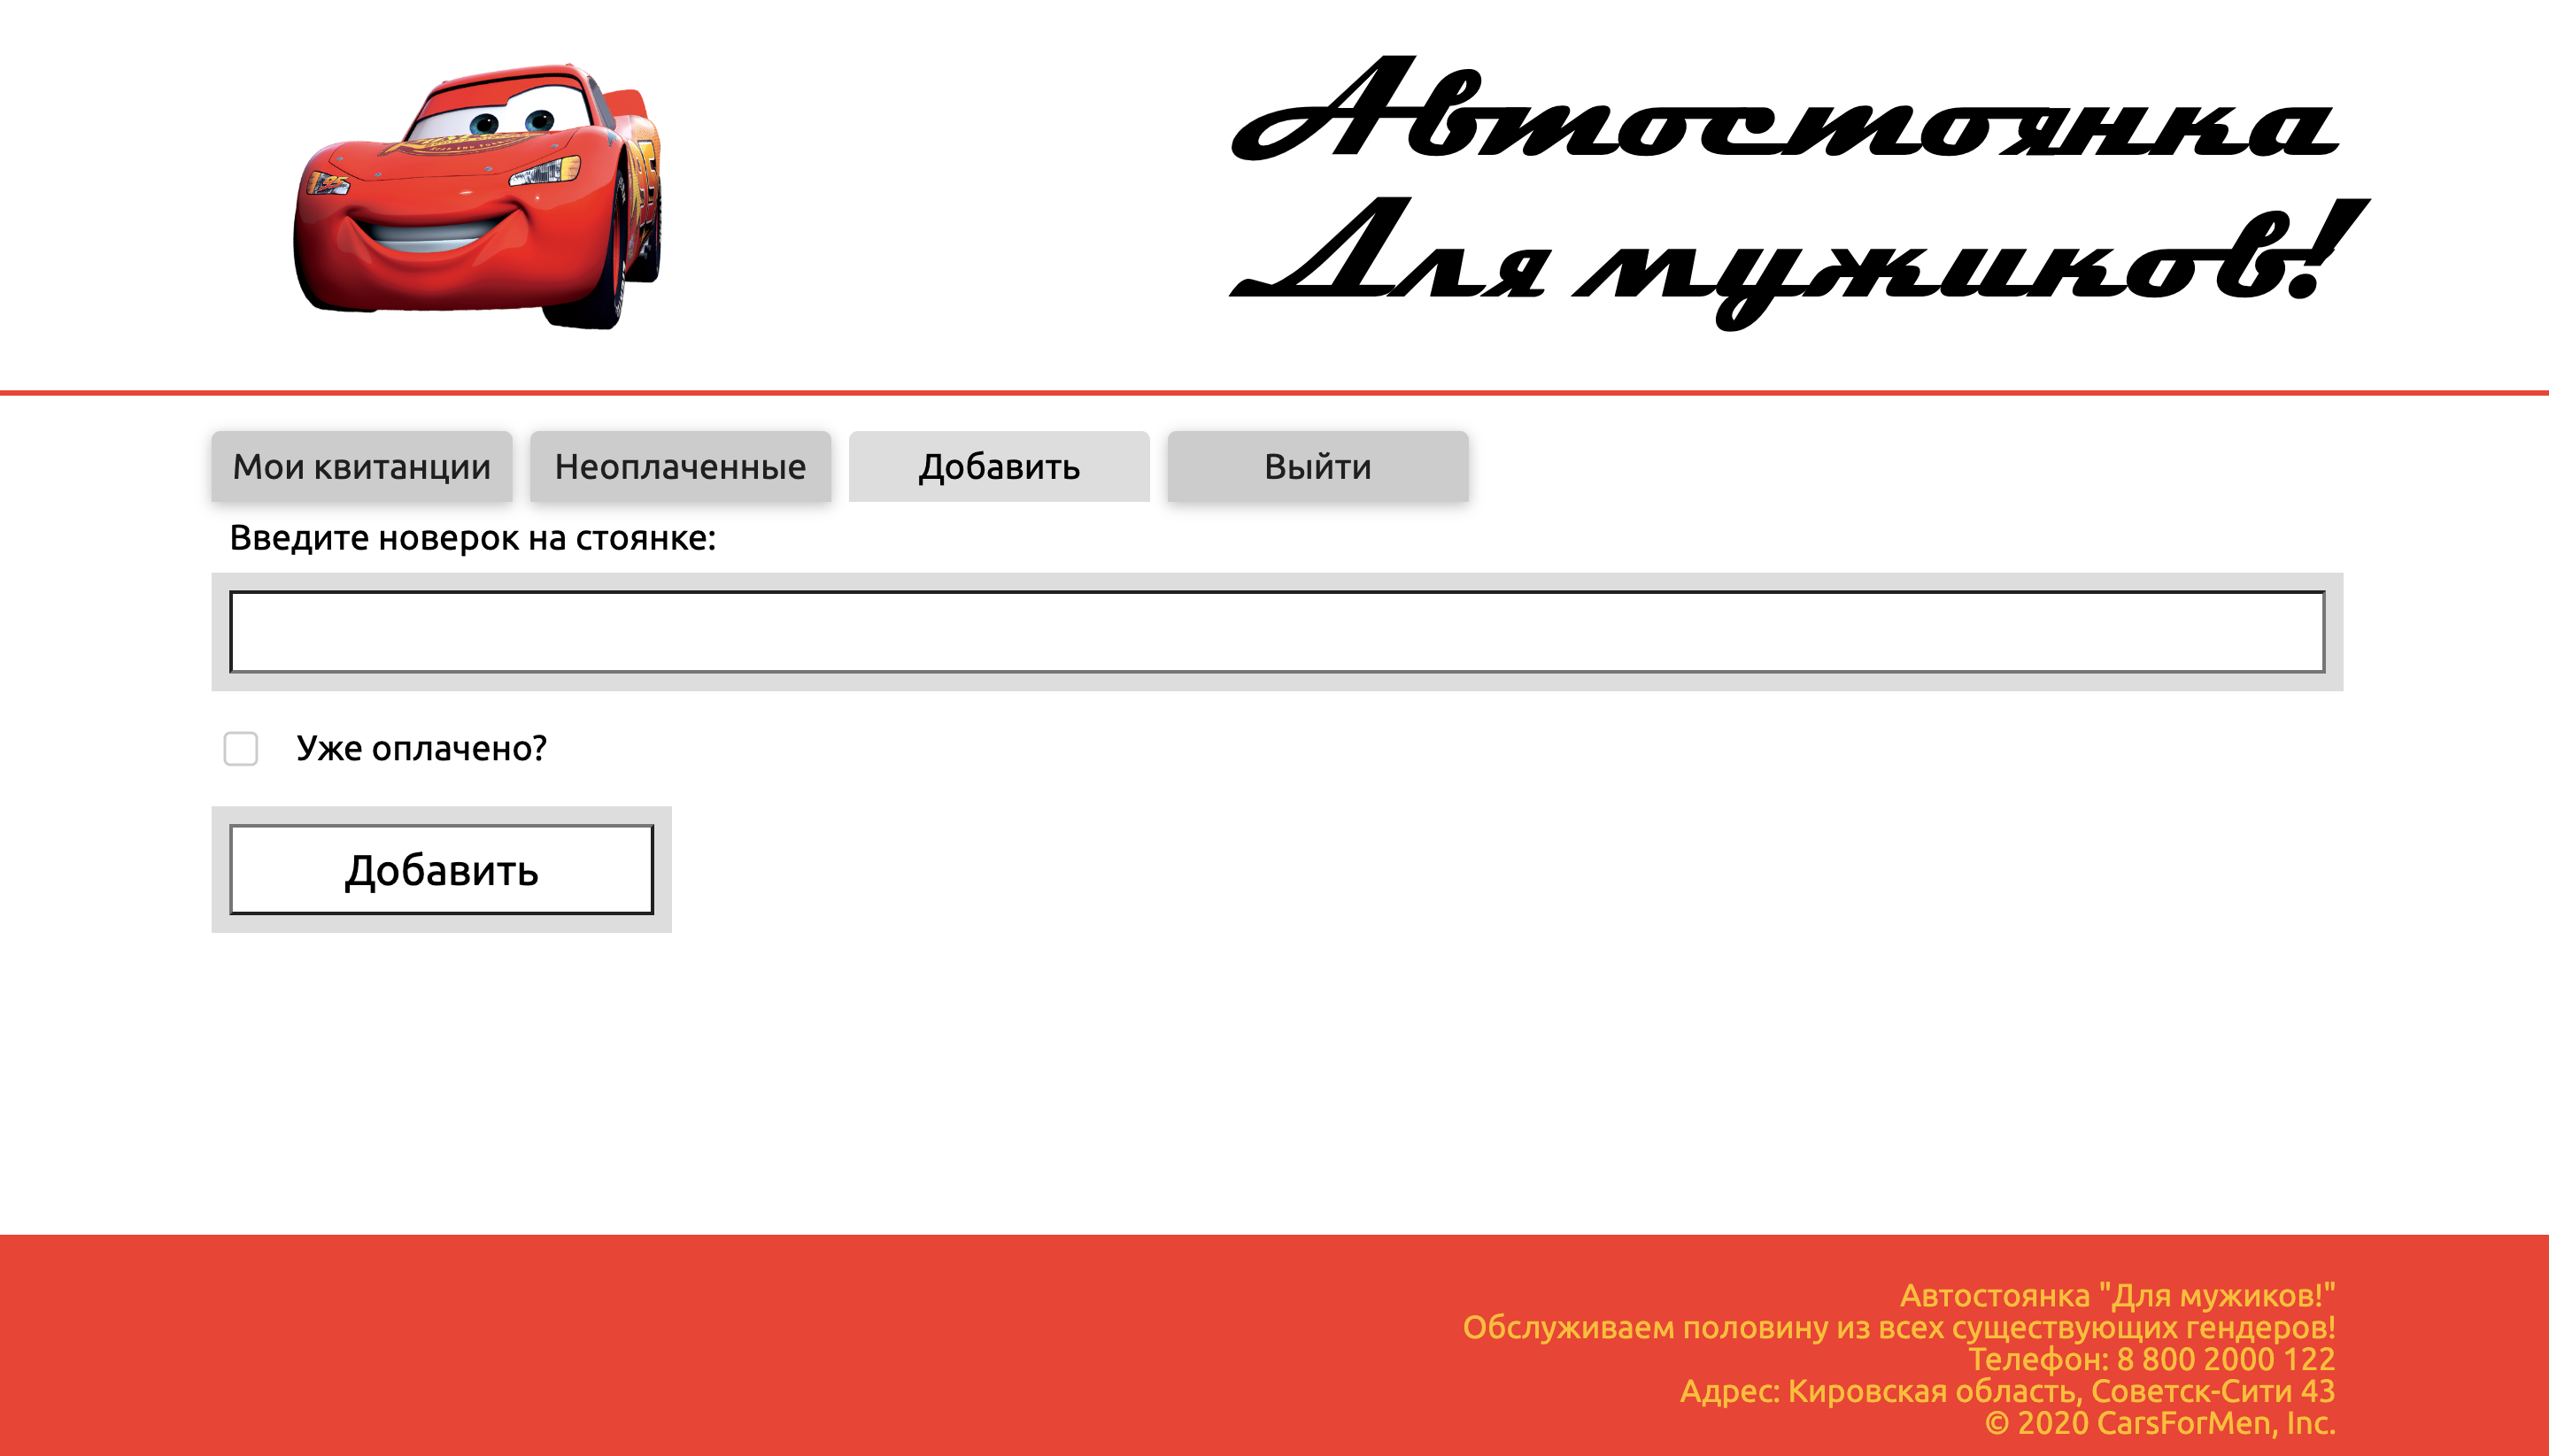 Автостоянка
Для мужиков!
Мои квитанции
Неоплаченные
Добавить
Выйти
Введите новерок на стоянке:
Уже оплачено?
Добавить
Автостоянка "Для мужиков!"
Обслуживаем половину из всех существующих гендеров!
Телефон: 8 800 2000 122
Адрес: Кировская область, Советск-Сити 43
© 2020 CarsForMen, Inc.